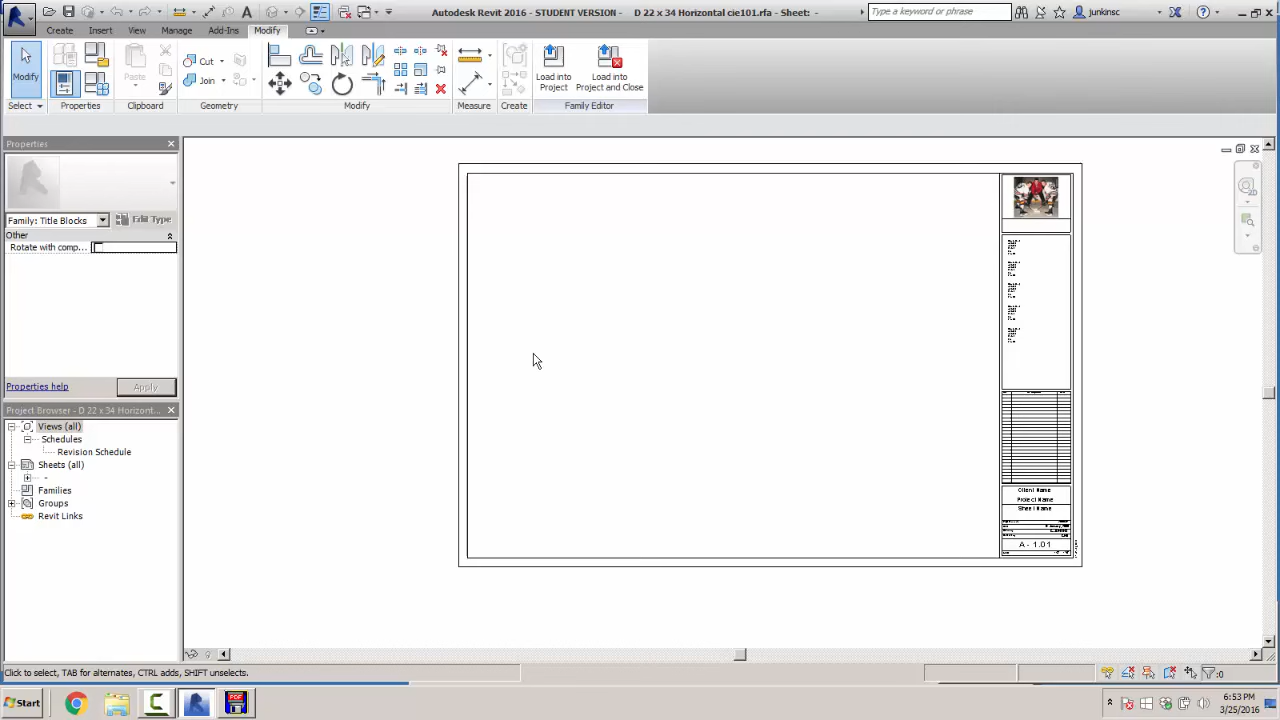 Autodesk Revit 2016 - STUDENT VERSION - D 22 x 34 Horizontal cie101.rfa - Sheet: -
Type a keyword or phrase
junkinsc
Create Insert View Manage Add-Ins Modify
Modify
Paste
Cut
Join
Load into Project
Load into Project and Close
Select Properties Clipboard Geometry Modify Measure Create Family Editor
Properties
Family: Title Blocks
Edit Type
Other
Rotate with comp...
Properties help
Apply
Project Browser - D 22 x 34 Horizont...
Views (all)
Schedules
Revision Schedule
Sheets (all)
-
Families
Groups
Revit Links
Client Name
Project Name
Sheet Name
A - 1.01
Click to select, TAB for alternates, CTRL adds, SHIFT unselects.
:0
Start
PDF
6:53 PM
3/25/2016